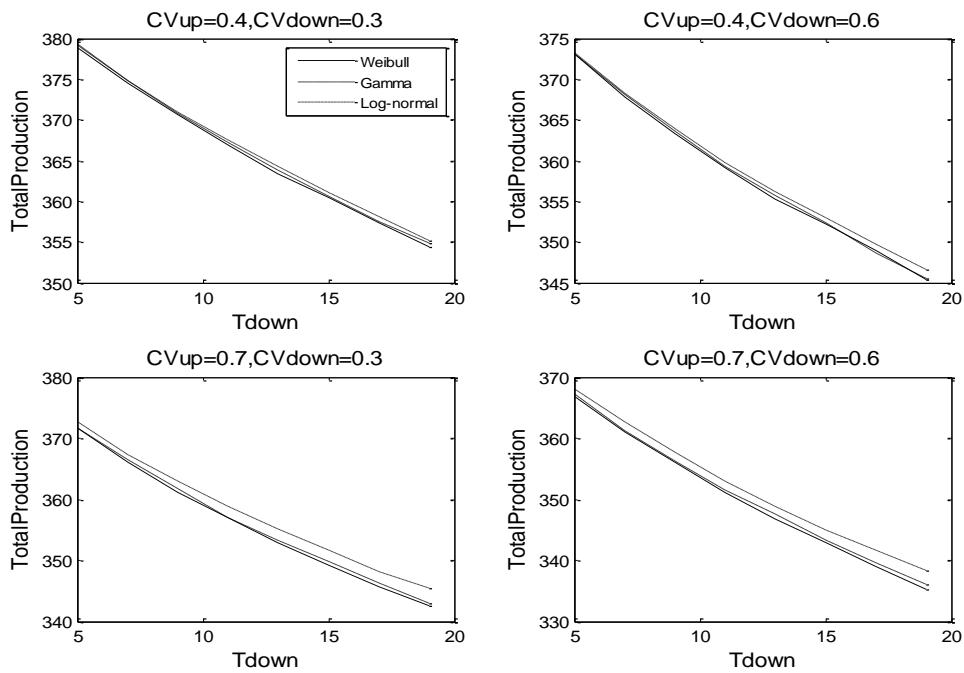 CVup=0.4,CVdown=0.3
380
370
360
350
TotalProduction
5 10 15 20
Tdown
Weibull
Gamma
Log-normal
CVup=0.4,CVdown=0.6
375
370
365
360
355
350
345
TotalProduction
5 10 15 20
Tdown
CVup=0.7,CVdown=0.3
380
370
360
350
340
TotalProduction
5 10 15 20
Tdown
CVup=0.7,CVdown=0.6
370
360
350
340
330
TotalProduction
5 10 15 20
Tdown